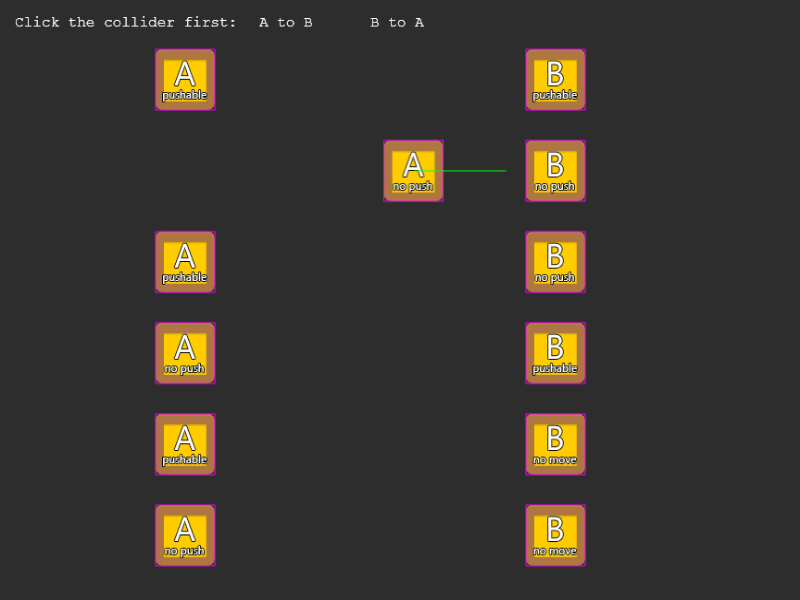 Click the collider first: A to B B to A
A B
pushable pushable
A B
no push no push
A B
pushable no push
A B
no push pushable
A B
pushable no move
A B
no push no move